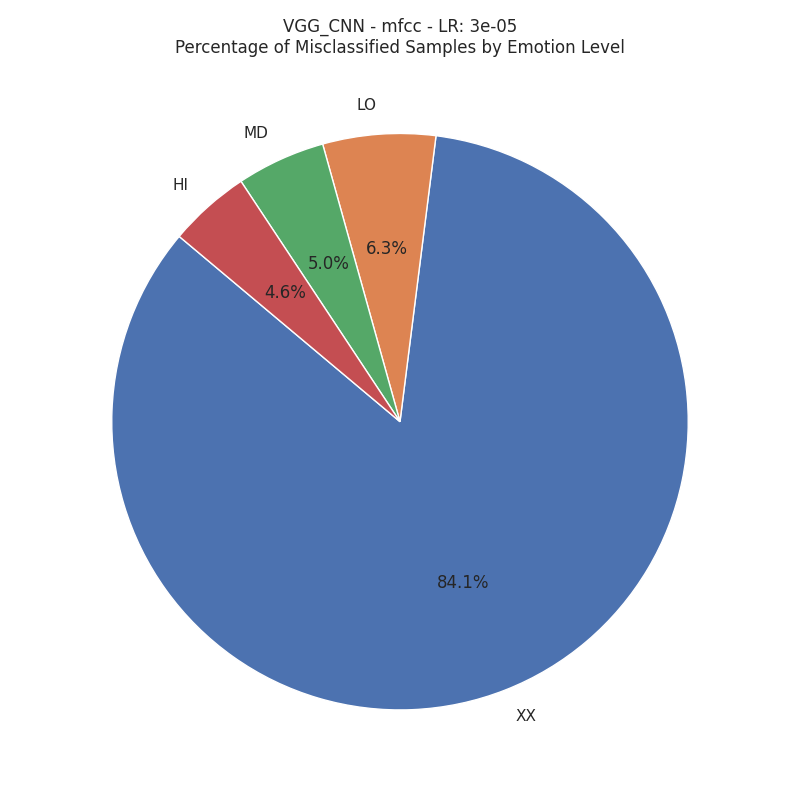 VGG_CNN - mfcc - LR: 3e-05
Percentage of Misclassified Samples by Emotion Level
LO
MD
HI
6.3%
5.0%
4.6%
84.1%
XX